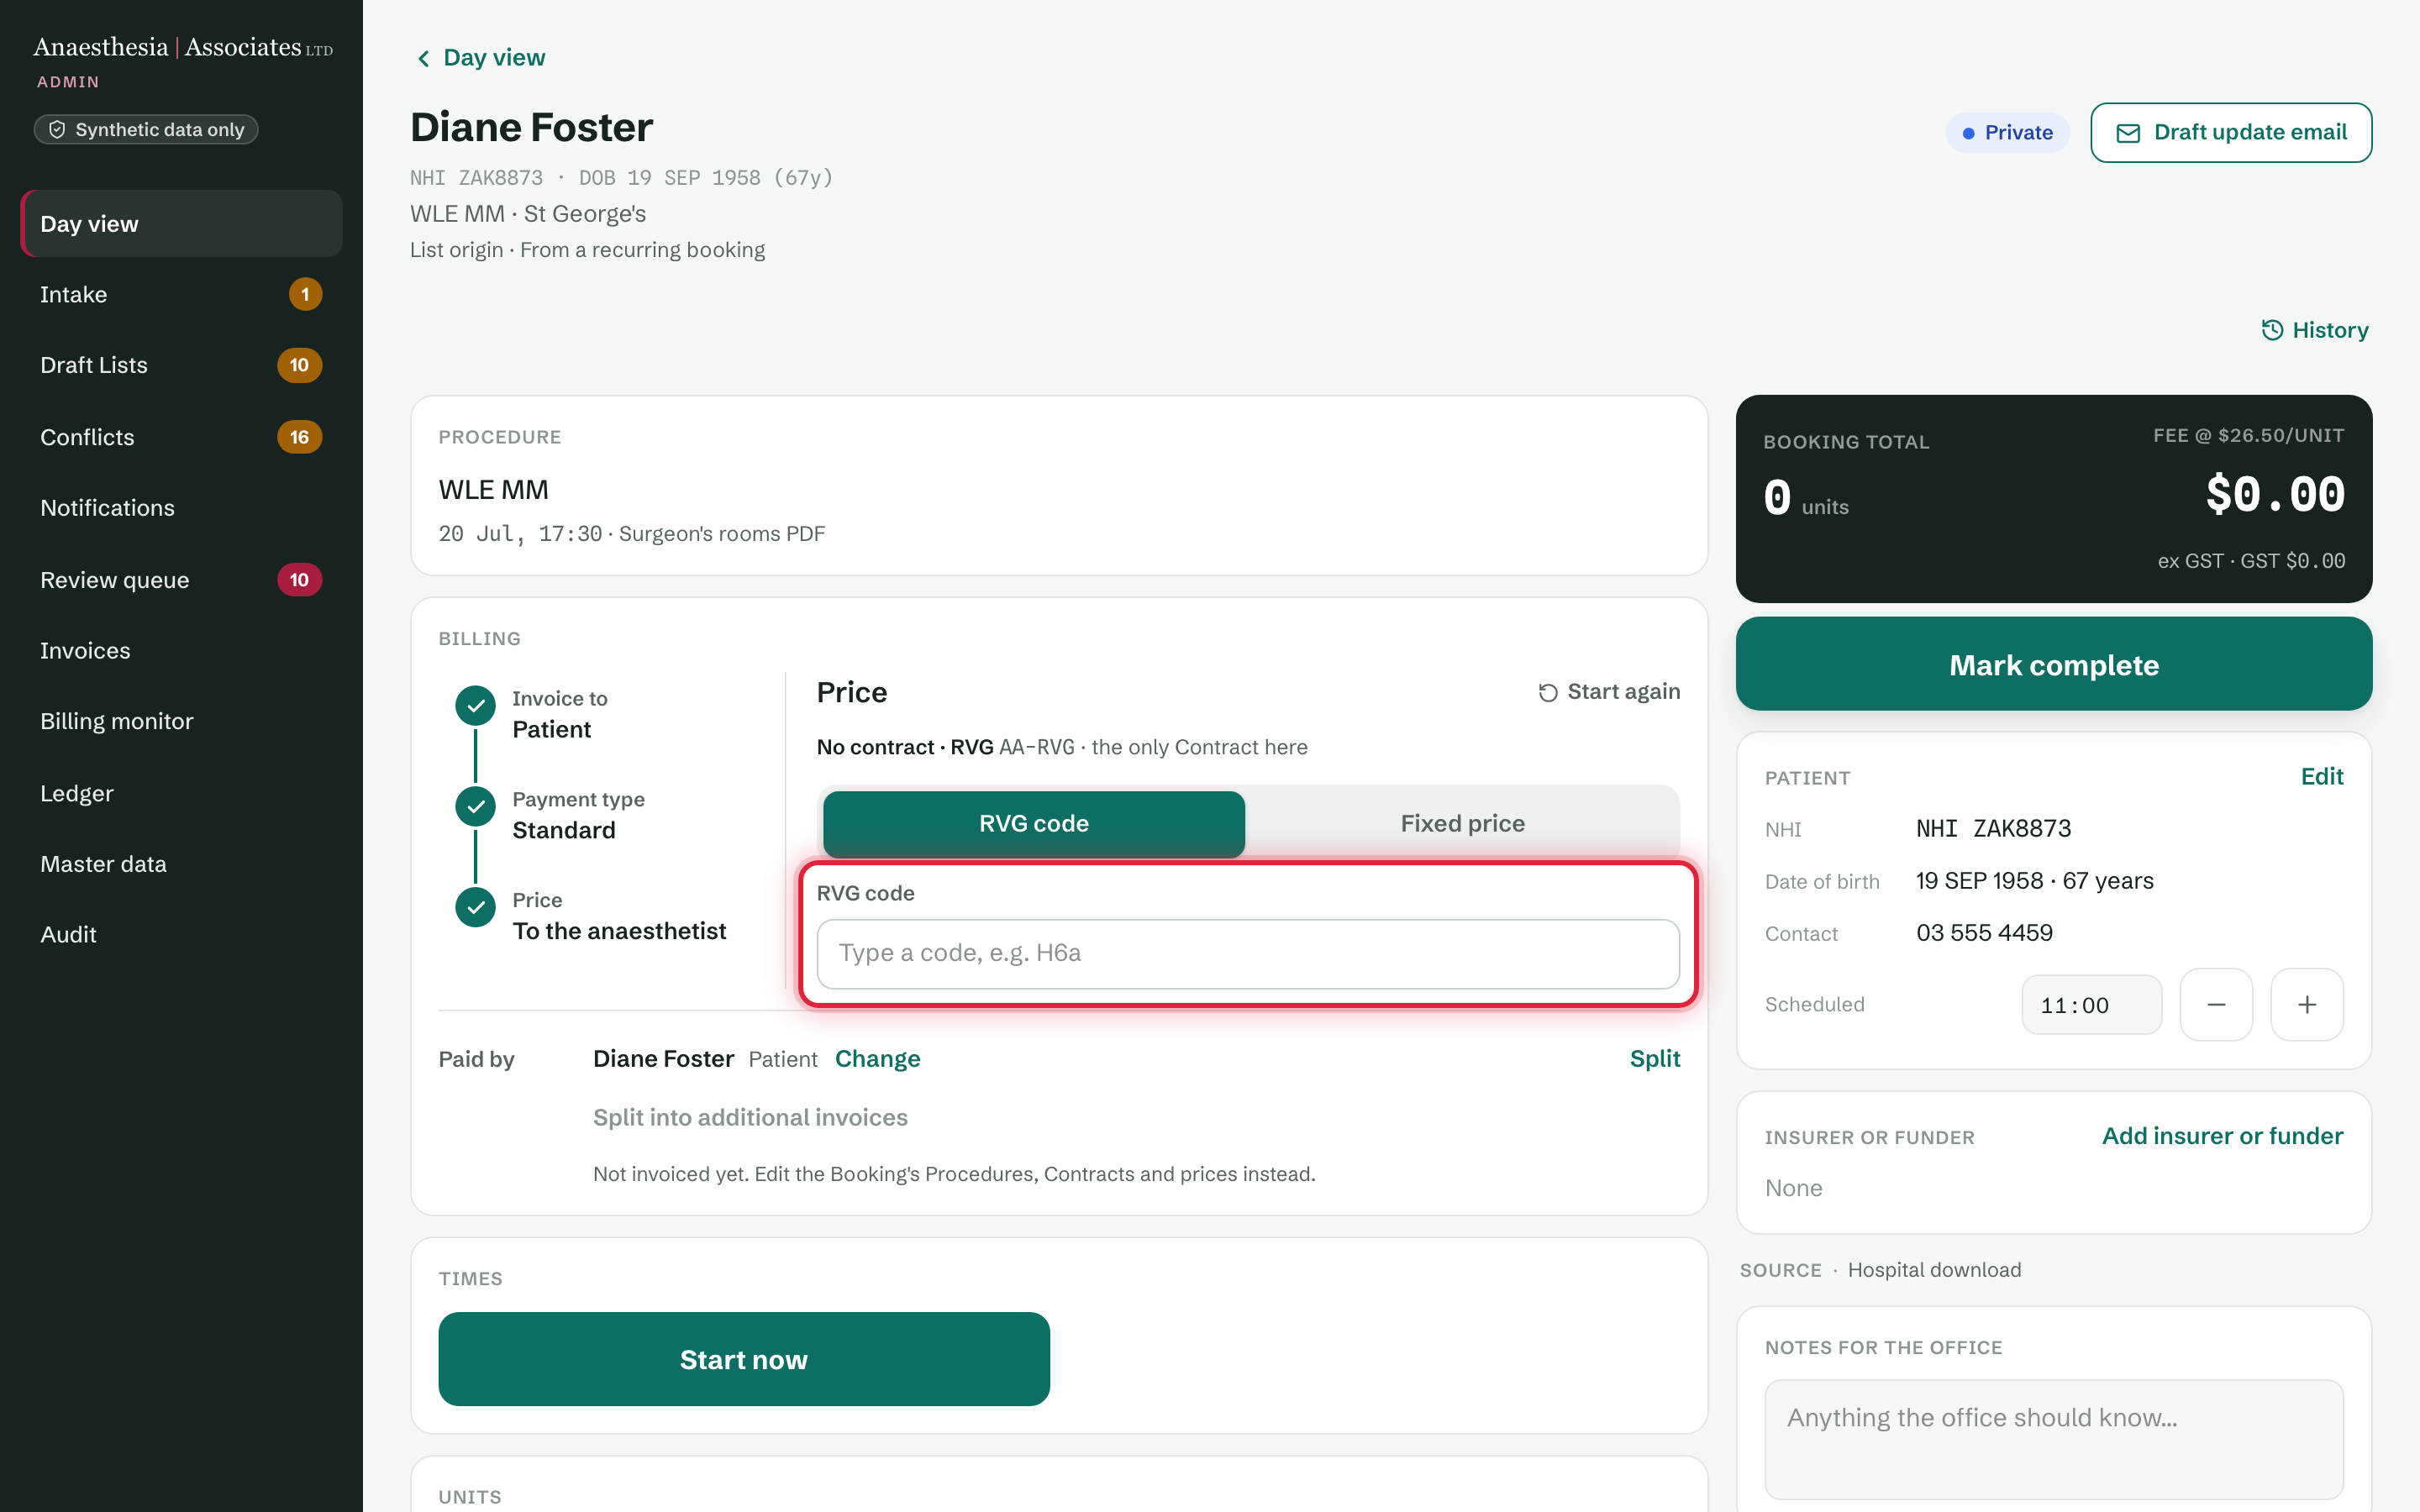 Anaesthesia | Associates LTD
ADMIN
Synthetic data only
Day view
Intake 1
Draft Lists 10
Conflicts 16
Notifications
Review queue 10
Invoices
Billing monitor
Ledger
Master data
Audit
Day view
Diane Foster
NHI ZAK8873 · DOB 19 SEP 1958 (67y)
WLE MM · St George's
List origin · From a recurring booking
Private
Draft update email
History
PROCEDURE
WLE MM
20 Jul, 17:30 · Surgeon's rooms PDF
BILLING
Invoice to
Patient
Payment type
Standard
Price
To the anaesthetist
Price
Start again
No contract · RVG AA-RVG · the only Contract here
RVG code
Fixed price
RVG code
Type a code, e.g. H6a
Paid by Diane Foster Patient Change Split
Split into additional invoices
Not invoiced yet. Edit the Booking's Procedures, Contracts and prices instead.
TIMES
Start now
UNITS
BOOKING TOTAL FEE @ $26.50/UNIT
0 units $0.00
ex GST · GST $0.00
Mark complete
PATIENT Edit
NHI NHI ZAK8873
Date of birth 19 SEP 1958 · 67 years
Contact 03 555 4459
Scheduled 11:00 − +
INSURER OR FUNDER Add insurer or funder
None
SOURCE · Hospital download
NOTES FOR THE OFFICE
Anything the office should know...